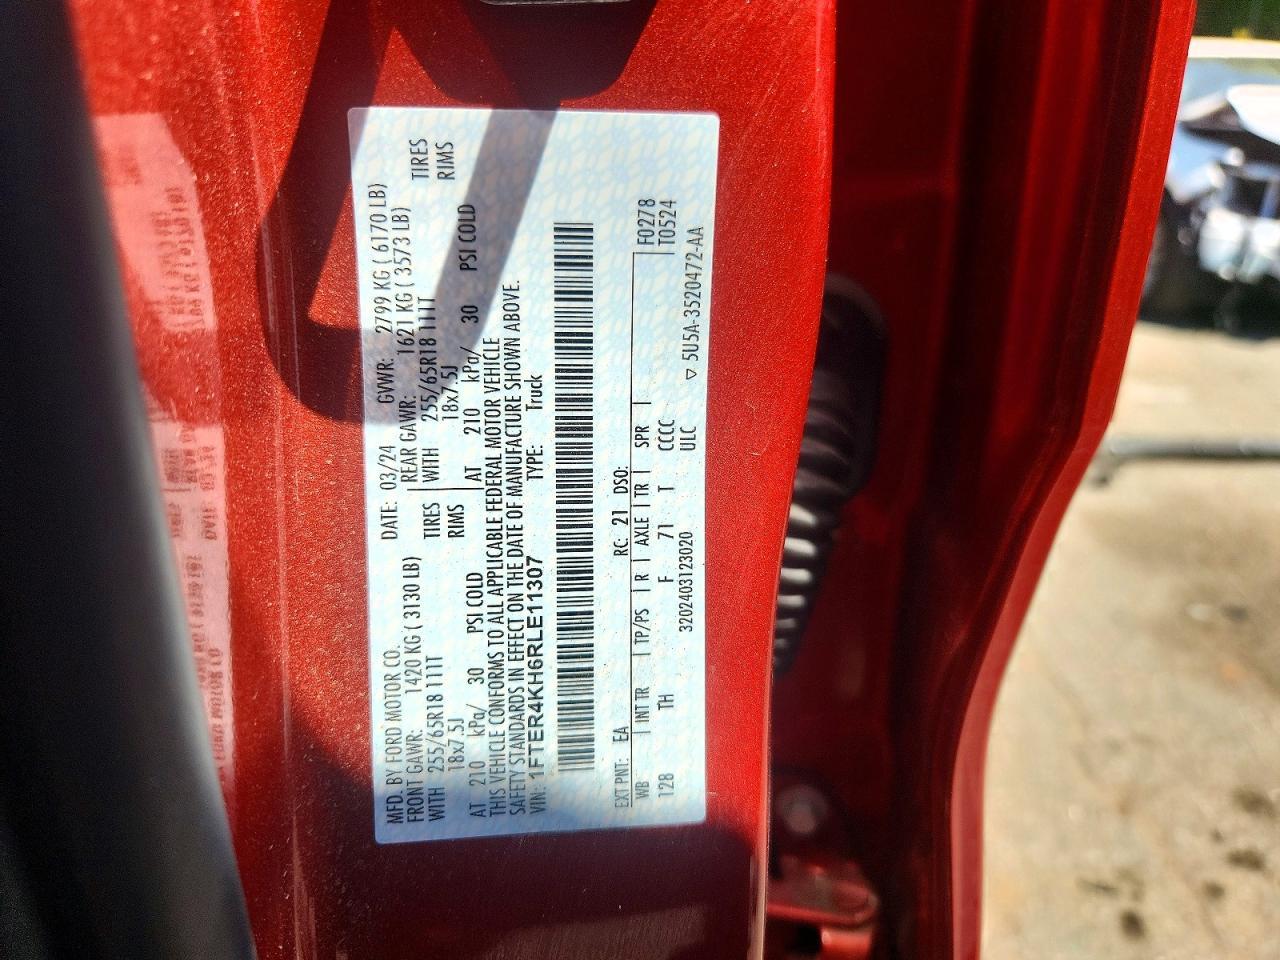 MFD. BY FORD MOTOR CO. DATE: 03/24 GVWR: 2799 KG ( 6170 LB)
FRONT GAWR: 1420 KG ( 3130 LB) REAR GAWR: 1621 KG ( 3573 LB)
WITH 255/65R18 111T TIRES WITH 255/65R18 111T TIRES
18x7.5J RIMS 18x7.5J RIMS
AT 210 kPa/ 30 PSI COLD AT 210 kPa/ 30 PSI COLD
THIS VEHICLE CONFORMS TO ALL APPLICABLE FEDERAL MOTOR VEHICLE
SAFETY STANDARDS IN EFFECT ON THE DATE OF MANUFACTURE SHOWN ABOVE.
VIN: 1FTER4KH6RLE11307 TYPE: Truck
EXT PNT: EA RC: 21 DSO:
WB INT TR TP/PS R AXLE TR SPR F0278
128 TH F 71 T CCCC T0524
3202403123020 ULC ▽ 5U5A-3520472-AA